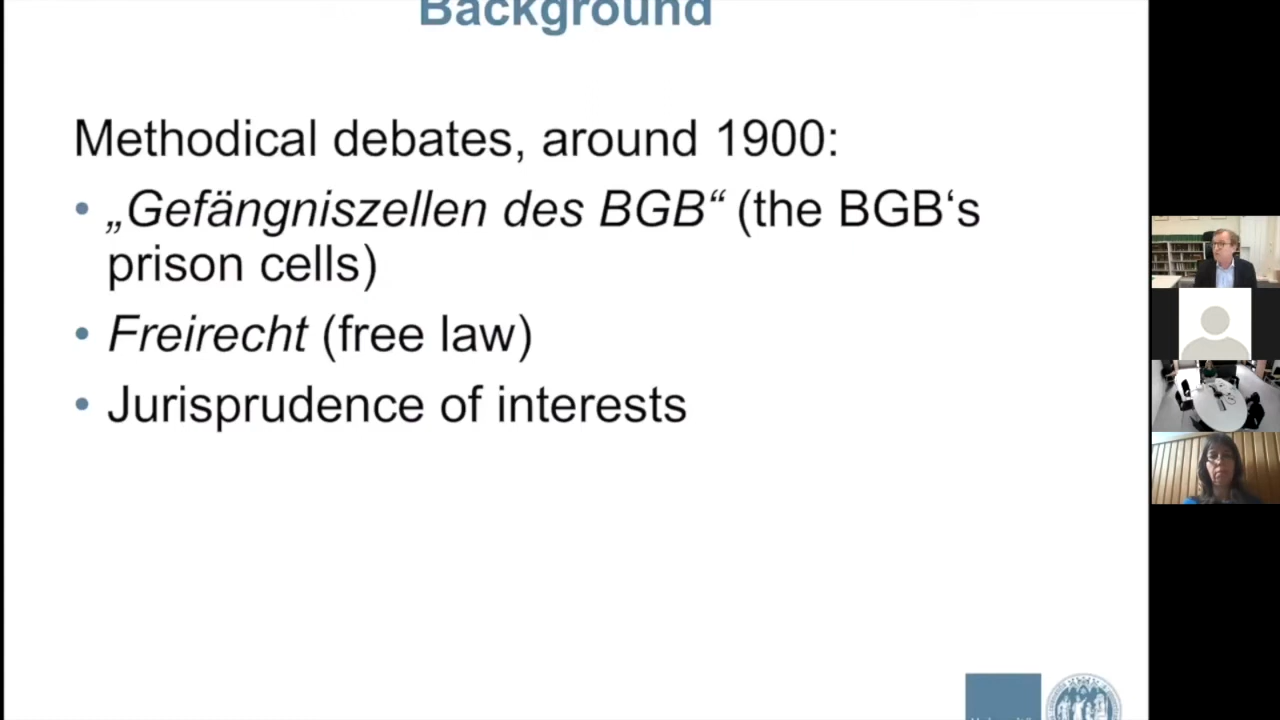 Background
Methodical debates, around 1900:
• „Gefängniszellen des BGB“ (the BGB‘s
prison cells)
• Freirecht (free law)
• Jurisprudence of interests